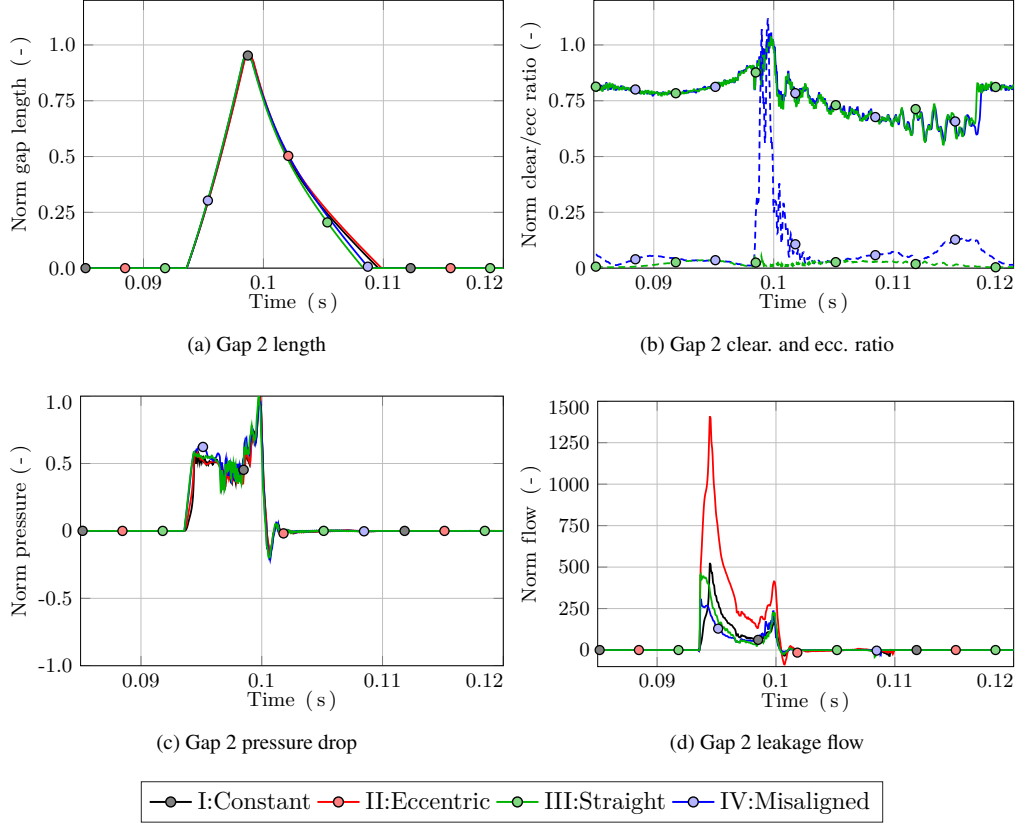 1.0
0.75
0.5
0.25
0
Norm gap length (-)
0.09
0.1
0.11
0.12
Time (s)
(a) Gap 2 length
1.0
0.75
0.5
0.25
0
Norm clear/ecc ratio (-)
0.09
0.1
0.11
0.12
Time (s)
(b) Gap 2 clear. and ecc. ratio
1.0
0.5
0
-0.5
-1.0
Norm pressure (-)
0.09
0.1
0.11
0.12
Time (s)
(c) Gap 2 pressure drop
1500
1250
1000
750
500
250
0
Norm flow (-)
0.09
0.1
0.11
0.12
Time (s)
(d) Gap 2 leakage flow
I:Constant II:Eccentric III:Straight IV:Misaligned